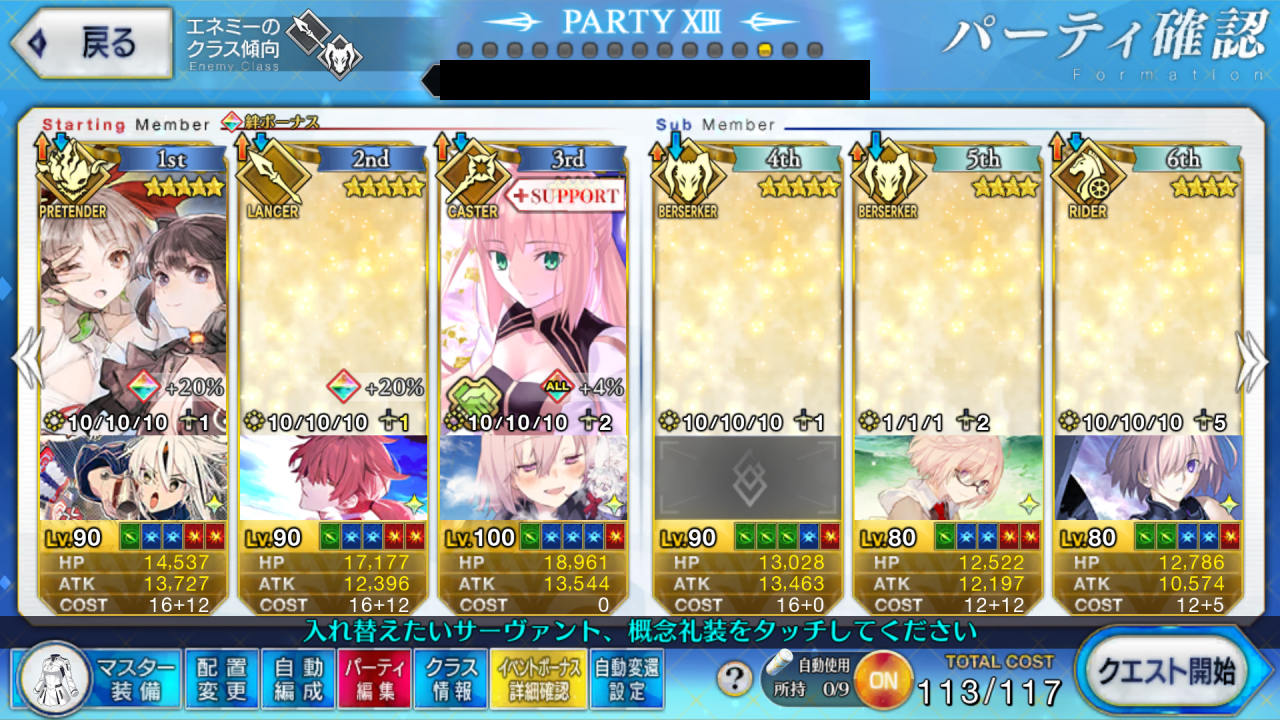 戻る
エネミーの
クラス傾向
Enemy Class
PARTY XIII
パーティ確認
Formation
Starting Member 絆ボーナス
Sub Member
1st
PRETENDER
+20%
10/10/10 1
Lv.90
HP 14,537
ATK 13,727
COST 16+12
2nd
LANCER
+20%
10/10/10 1
Lv.90
HP 17,177
ATK 12,396
COST 16+12
3rd
+SUPPORT
CASTER
ALL +4%
10/10/10 2
Lv.100
HP 18,961
ATK 13,544
COST 0
4th
BERSERKER
10/10/10 1
Lv.90
HP 13,028
ATK 13,463
COST 16+0
5th
BERSERKER
1/1/1 2
Lv.80
HP 12,522
ATK 12,197
COST 12+12
6th
RIDER
10/10/10 5
Lv.80
HP 12,786
ATK 10,574
COST 12+5
入れ替えたいサーヴァント、概念礼装をタッチしてください
マスター
装備
配置
変更
自動
編成
パーティ
編集
クラス
情報
イベントボーナス
詳細確認
自動変還
設定
?
自動使用
所持 0/9
ON
TOTAL COST
113/117
クエスト開始